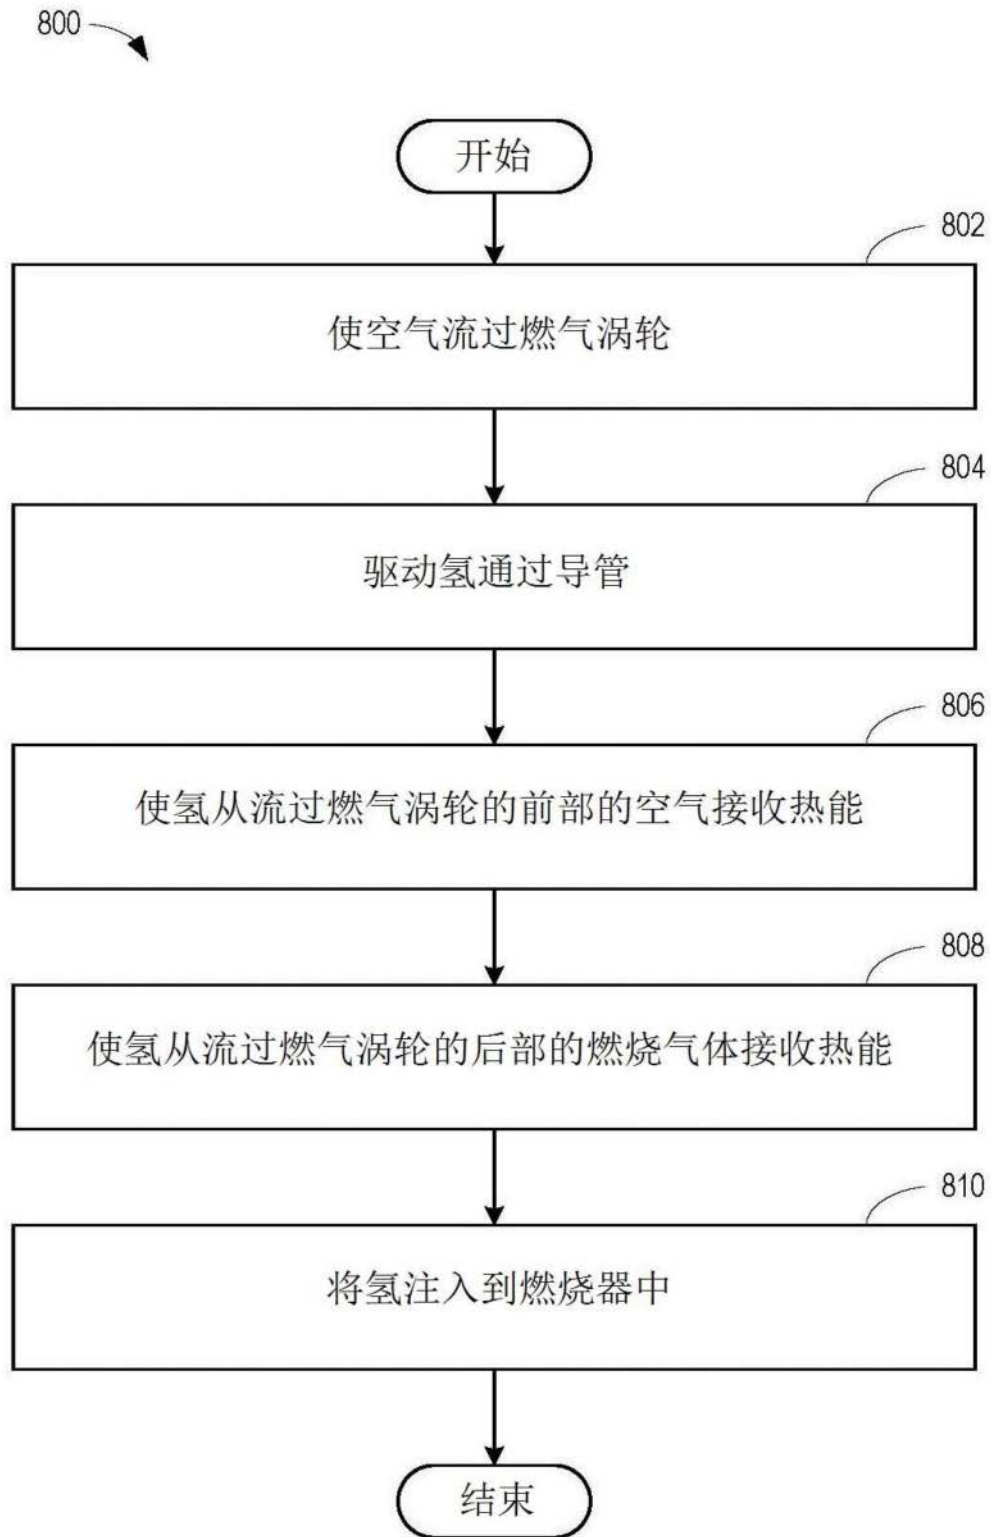 800
开始
802
使空气流过燃气涡轮
804
驱动氢通过导管
806
使氢从流过燃气涡轮的前部的空气接收热能
808
使氢从流过燃气涡轮的后部的燃烧气体接收热能
810
将氢注入到燃烧器中
结束